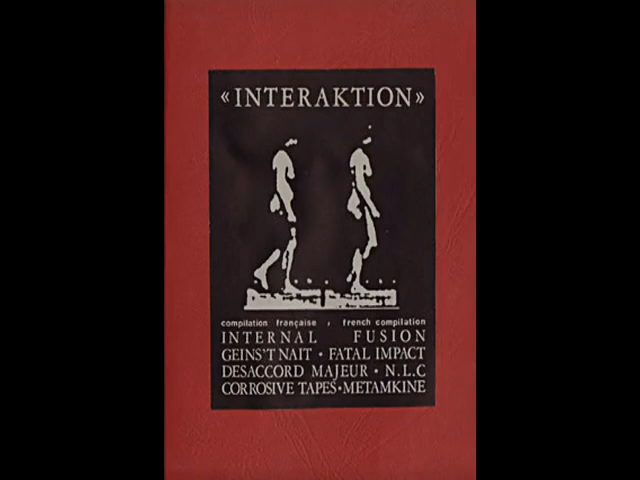 « INTERAKTION »
compilation française , french compilation
INTERNAL FUSION
GEINS'T NAIT • FATAL IMPACT
DESACCORD MAJEUR • N.L.C
CORROSIVE TAPES • METAMKINE